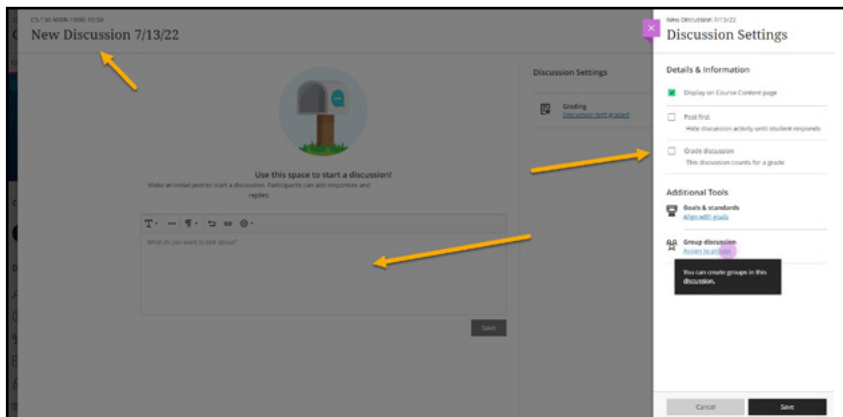 New Discussion 7/13/22
Use this space to start a discussion!
Make an initial post to start a discussion. Participants can add responses and
replies.
What do you want to talk about?
Save
Discussion Settings
Grading
Discussion not graded
New Discussion 7/13/22
Discussion Settings
Details & Information
Display on Course Content page
Post first
Hide discussion activity until student responds
Grade discussion
This discussion counts for a grade
Additional Tools
Goals & standards
Align with goals
Group discussion
Assign to groups
You can create groups in this
discussion.
Cancel
Save